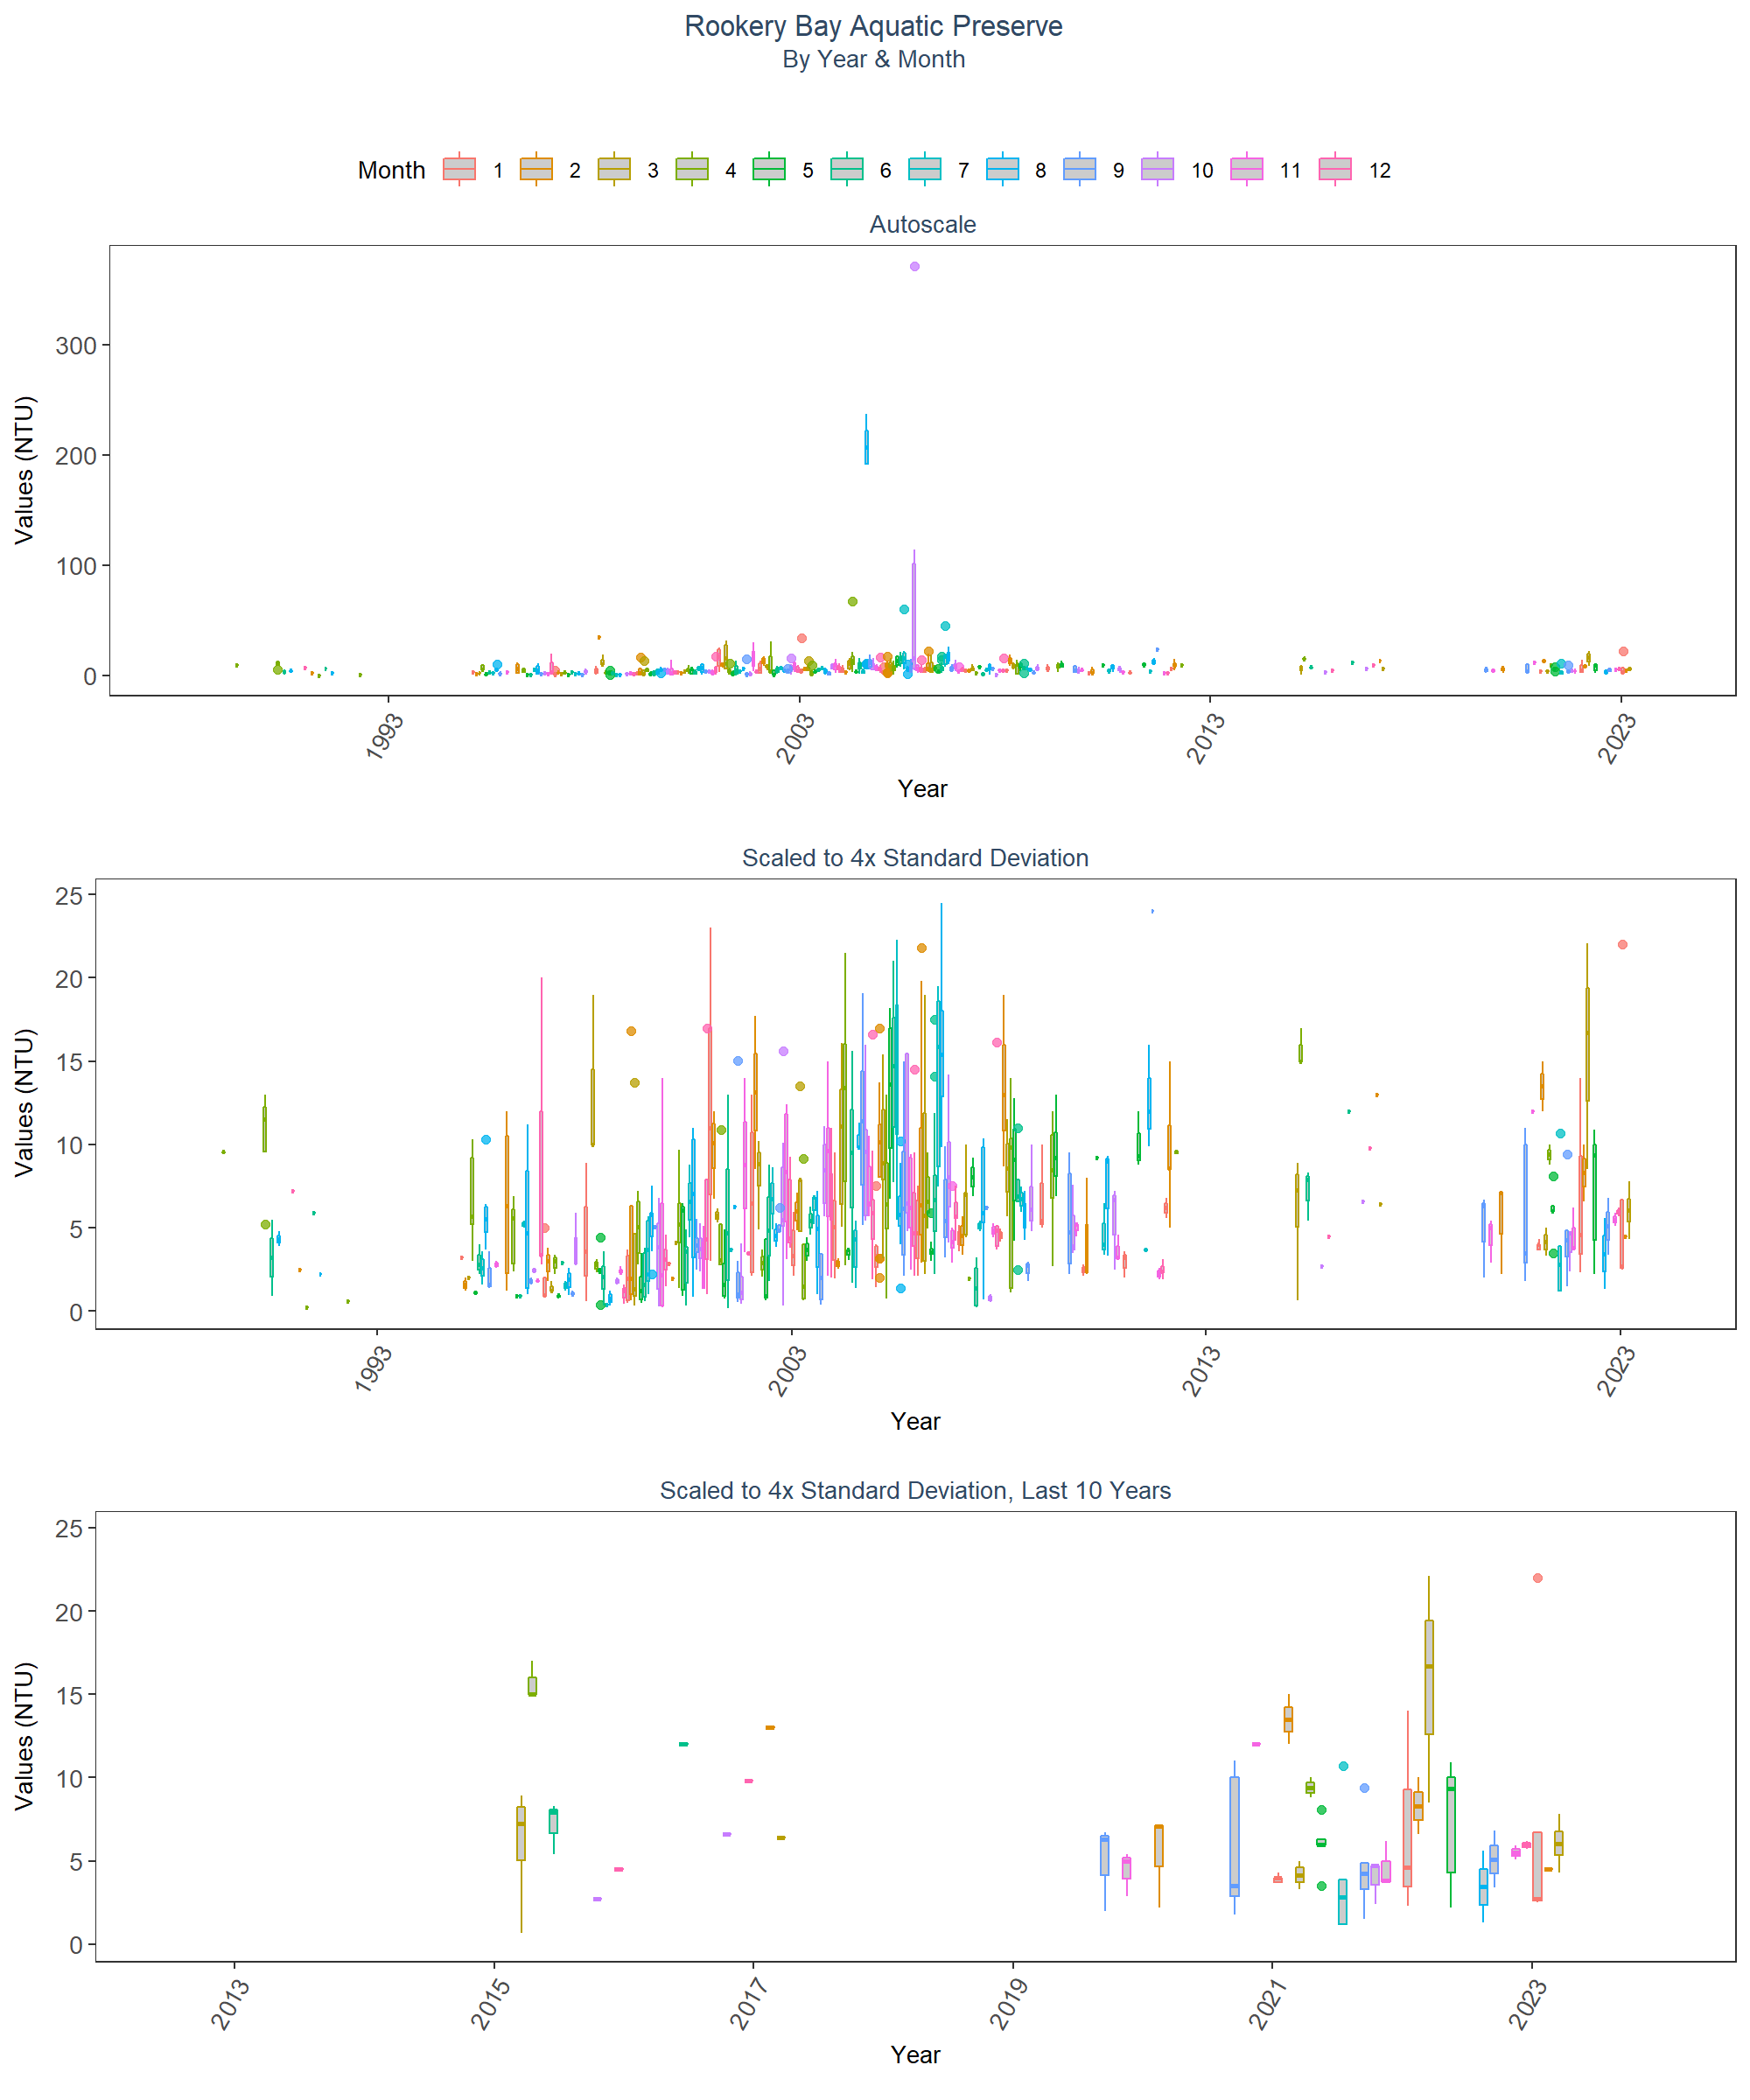 Rookery Bay Aquatic Preserve
By Year & Month
Month 1 2 3 4 5 6 7 8 9 10 11 12
Autoscale
Values (NTU)
300
200
100
0
1993 2003 2013 2023
Year
Scaled to 4x Standard Deviation
Values (NTU)
25
20
15
10
5
0
1993 2003 2013 2023
Year
Scaled to 4x Standard Deviation, Last 10 Years
Values (NTU)
25
20
15
10
5
0
2013 2015 2017 2019 2021 2023
Year